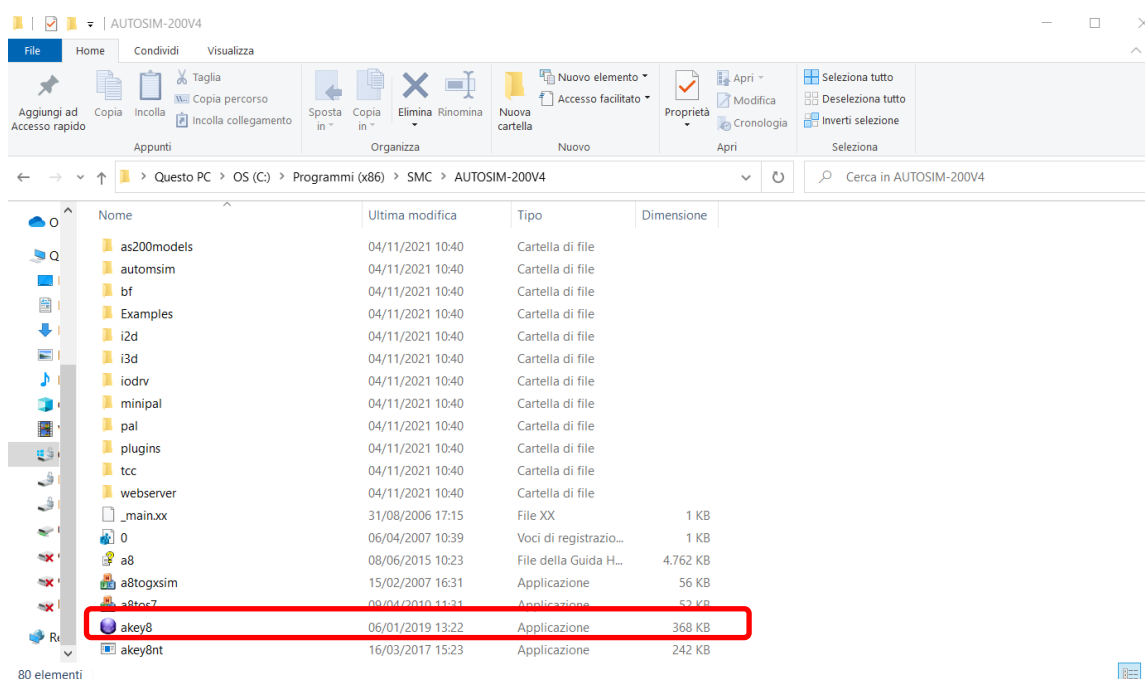 AUTOSIM-200V4
File Home Condividi Visualizza
Aggiungi ad Accesso rapido
Copia
Incolla
Taglia
Copia percorso
Incolla collegamento
Appunti
Sposta in
Copia in
Elimina
Rinomina
Organizza
Nuova cartella
Nuovo elemento
Accesso facilitato
Nuovo
Proprietà
Apri
Modifica
Cronologia
Apri
Seleziona tutto
Deseleziona tutto
Inverti selezione
Seleziona
Questo PC > OS (C:) > Programmi (x86) > SMC > AUTOSIM-200V4
Cerca in AUTOSIM-200V4
Nome Ultima modifica Tipo Dimensione
as200models 04/11/2021 10:40 Cartella di file
automsim 04/11/2021 10:40 Cartella di file
bf 04/11/2021 10:40 Cartella di file
Examples 04/11/2021 10:40 Cartella di file
i2d 04/11/2021 10:40 Cartella di file
i3d 04/11/2021 10:40 Cartella di file
iodrv 04/11/2021 10:40 Cartella di file
minipal 04/11/2021 10:40 Cartella di file
pal 04/11/2021 10:40 Cartella di file
plugins 04/11/2021 10:40 Cartella di file
tcc 04/11/2021 10:40 Cartella di file
webserver 04/11/2021 10:40 Cartella di file
_main.xx 31/08/2006 17:15 File XX 1 KB
0 06/04/2007 10:39 Voci di registrazio... 1 KB
a8 08/06/2015 10:23 File della Guida H... 4.762 KB
a8togxsim 15/02/2007 16:31 Applicazione 56 KB
a8tos7 09/04/2010 11:31 Applicazione 52 KB
akey8 06/01/2019 13:22 Applicazione 368 KB
akey8nt 16/03/2017 15:23 Applicazione 242 KB
80 elementi